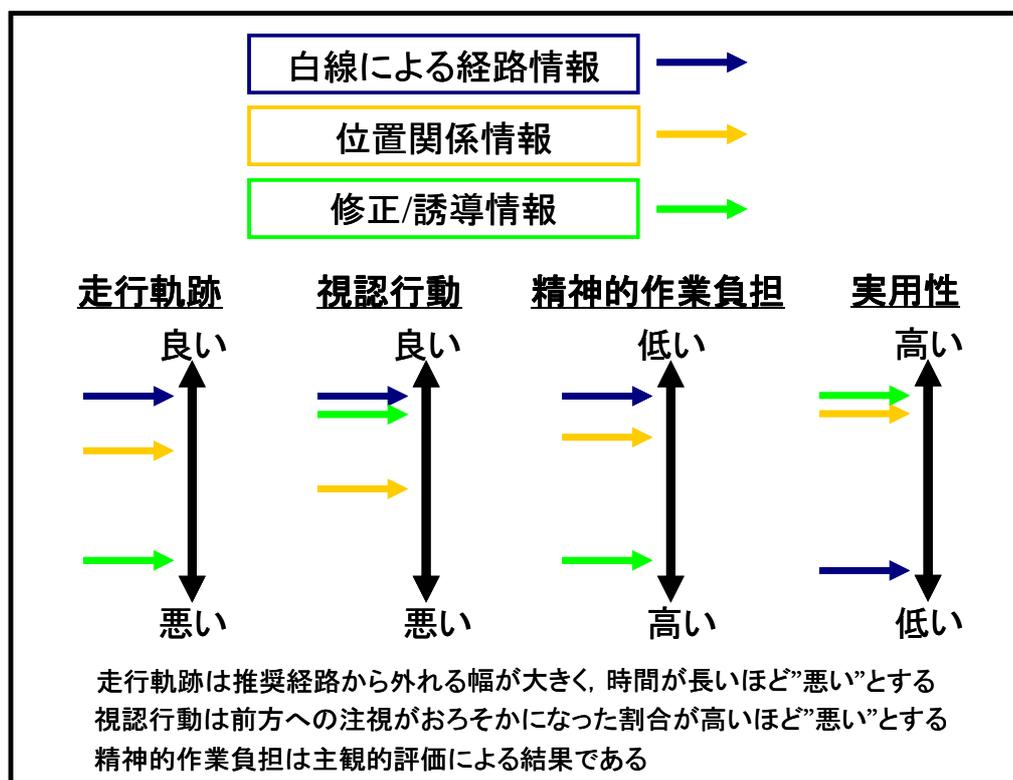 白線による経路情報
位置関係情報
修正/誘導情報
走行軌跡 視認行動 精神的作業負担 実用性
良い 良い 低い 高い
悪い 悪い 高い 低い
走行軌跡は推奨経路から外れる幅が大きく, 時間が長いほど”悪い”とする
視認行動は前方への注視がおろそかになった割合が高いほど”悪い”とする
精神的作業負担は主観的評価による結果である